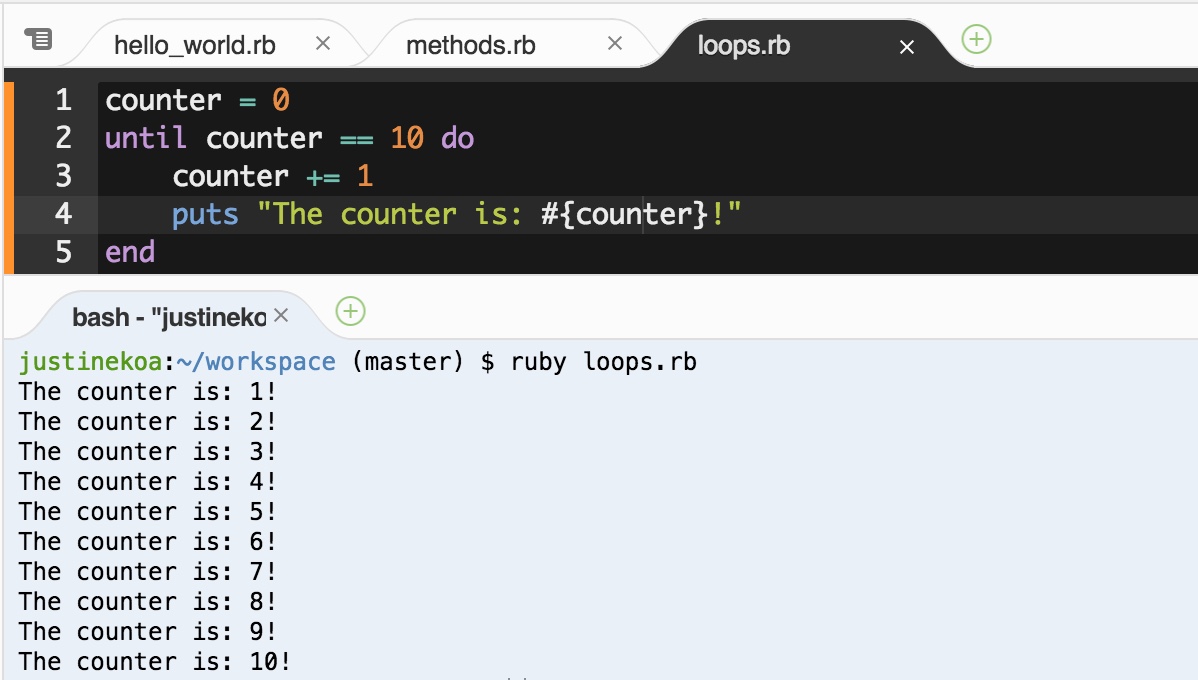 hello_world.rb methods.rb loops.rb
1 counter = 0
2 until counter == 10 do
3     counter += 1
4     puts "The counter is: #{counter}!"
5 end
bash - "justineko
justinekoa:~/workspace (master) $ ruby loops.rb
The counter is: 1!
The counter is: 2!
The counter is: 3!
The counter is: 4!
The counter is: 5!
The counter is: 6!
The counter is: 7!
The counter is: 8!
The counter is: 9!
The counter is: 10!